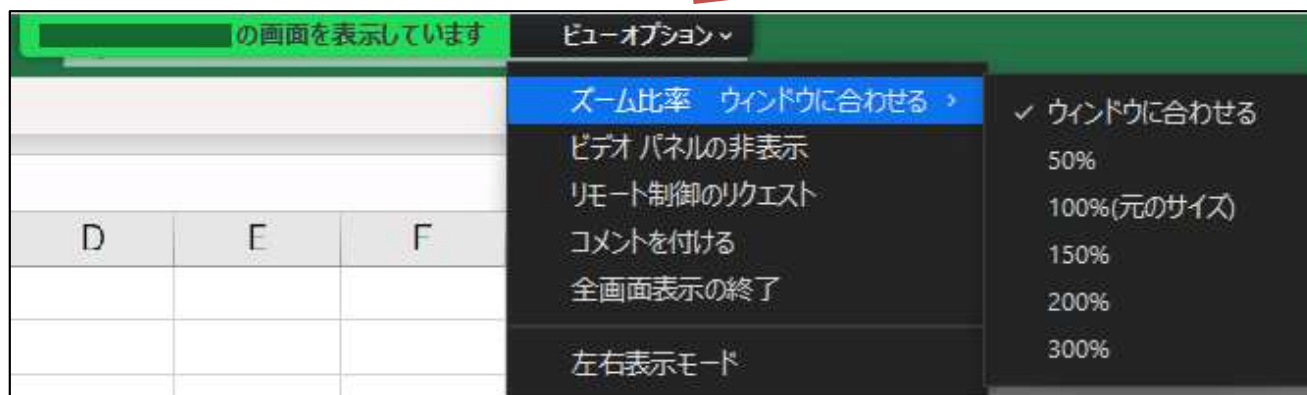 の画面を表示しています
ビューオプション
ズーム比率 ウィンドウに合わせる
ビデオ パネルの非表示
リモート制御のリクエスト
コメントを付ける
全画面表示の終了
左右表示モード
ウィンドウに合わせる
50%
100%(元のサイズ)
150%
200%
300%
D E F